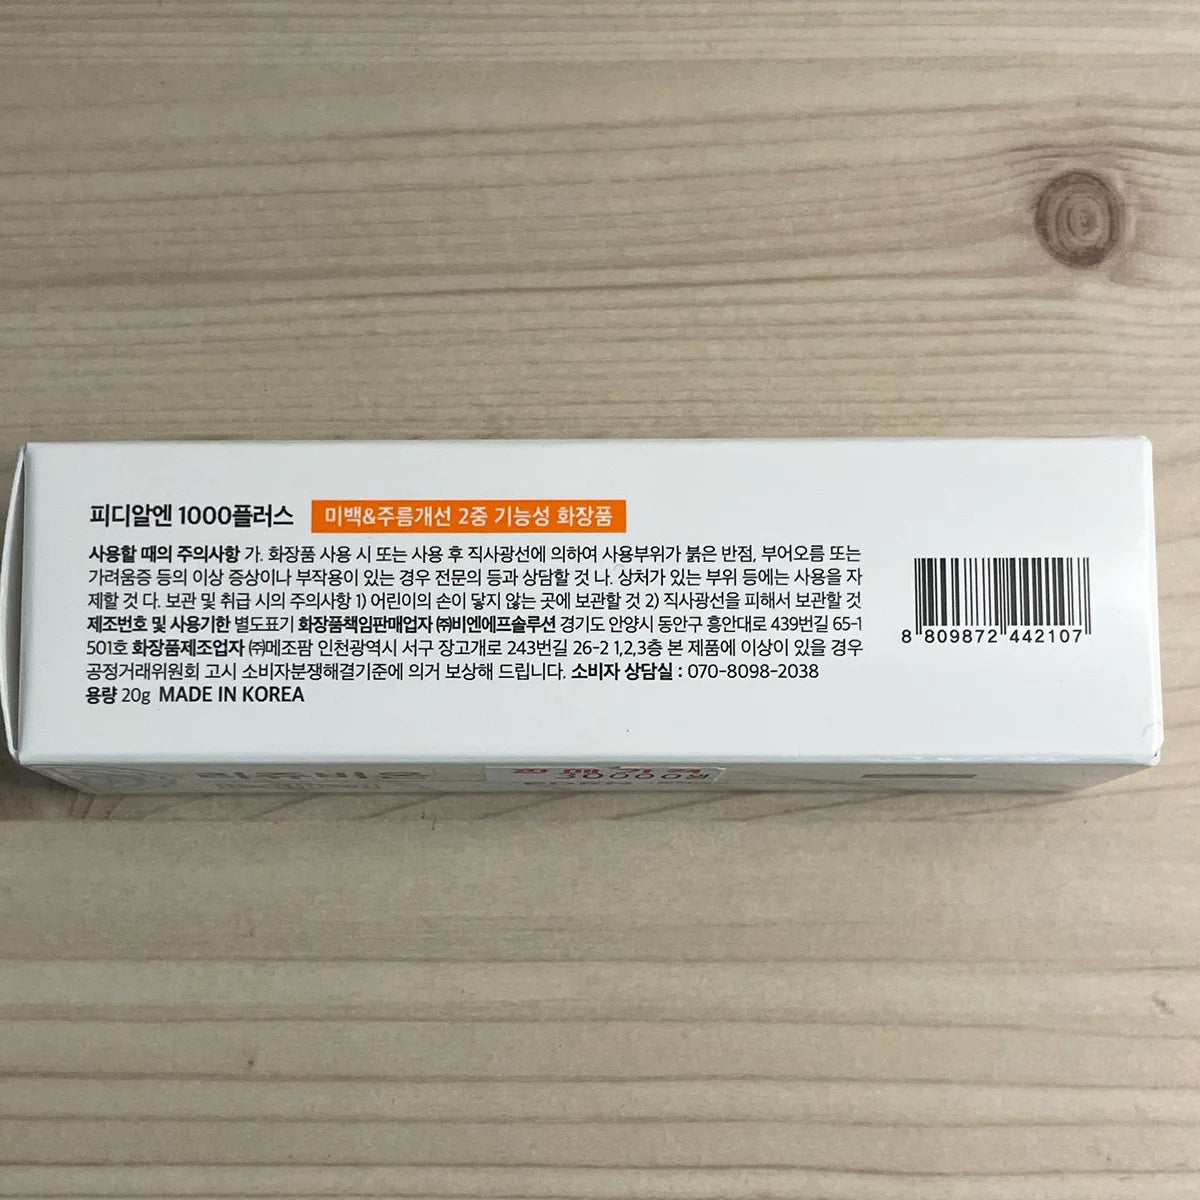 피디알엔 1000플러스 미백&주름개선 2중 기능성 화장품
사용할 때의 주의사항 가. 화장품 사용 시 또는 사용 후 직사광선에 의하여 사용부위가 붉은 반점, 부어오름 또는
가려움증 등의 이상 증상이나 부작용이 있는 경우 전문의 등과 상담할 것 나. 상처가 있는 부위 등에는 사용을 자
제할 것 다. 보관 및 취급 시의 주의사항 1) 어린이의 손이 닿지 않는 곳에 보관할 것 2) 직사광선을 피해서 보관할 것
제조번호 및 사용기한 별도표기 화장품책임판매업자 ㈜비엔에프솔루션 경기도 안양시 동안구 흥안대로 439번길 65-1
501호 화장품제조업자 ㈜메조팜 인천광역시 서구 장고개로 243번길 26-2 1,2,3층 본 제품에 이상이 있을 경우
공정거래위원회 고시 소비자분쟁해결기준에 의거 보상해 드립니다. 소비자 상담실 : 070-8098-2038
용량 20g MADE IN KOREA
8 809872 442107
판매가격